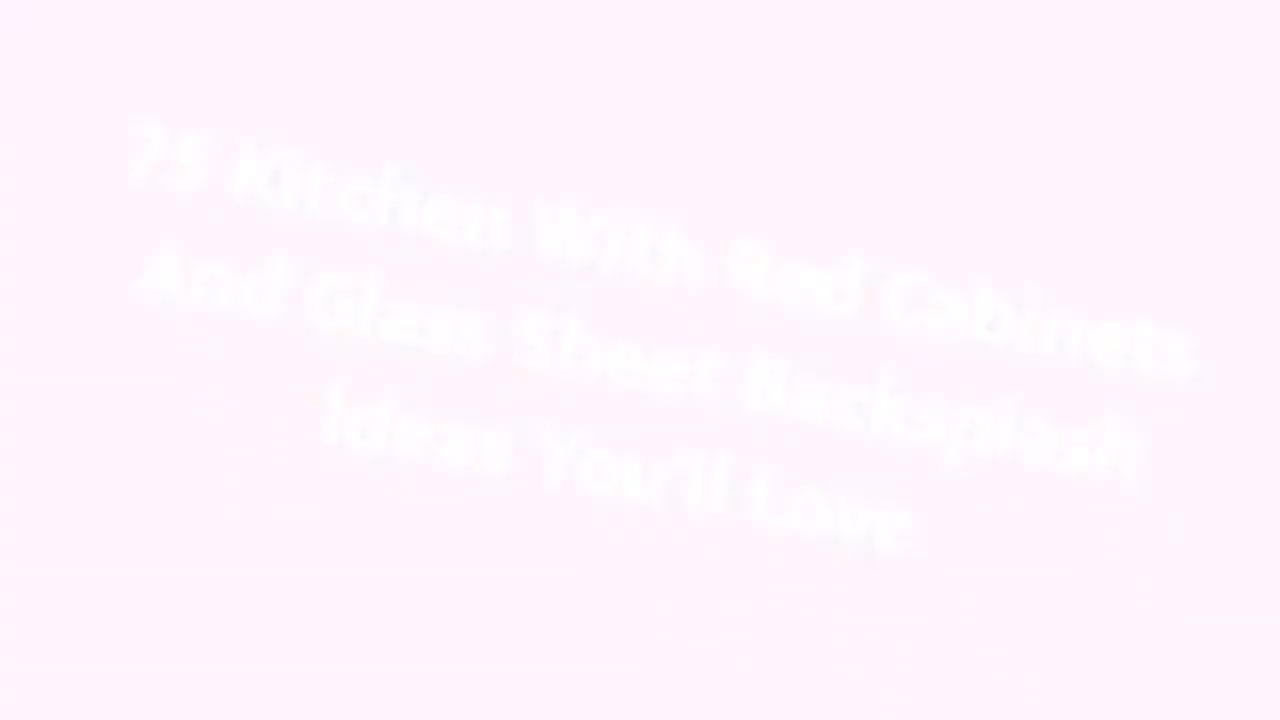 75 Kitchen With Red Cabinets
And Glass Sheet Backsplash
Ideas You'll Love